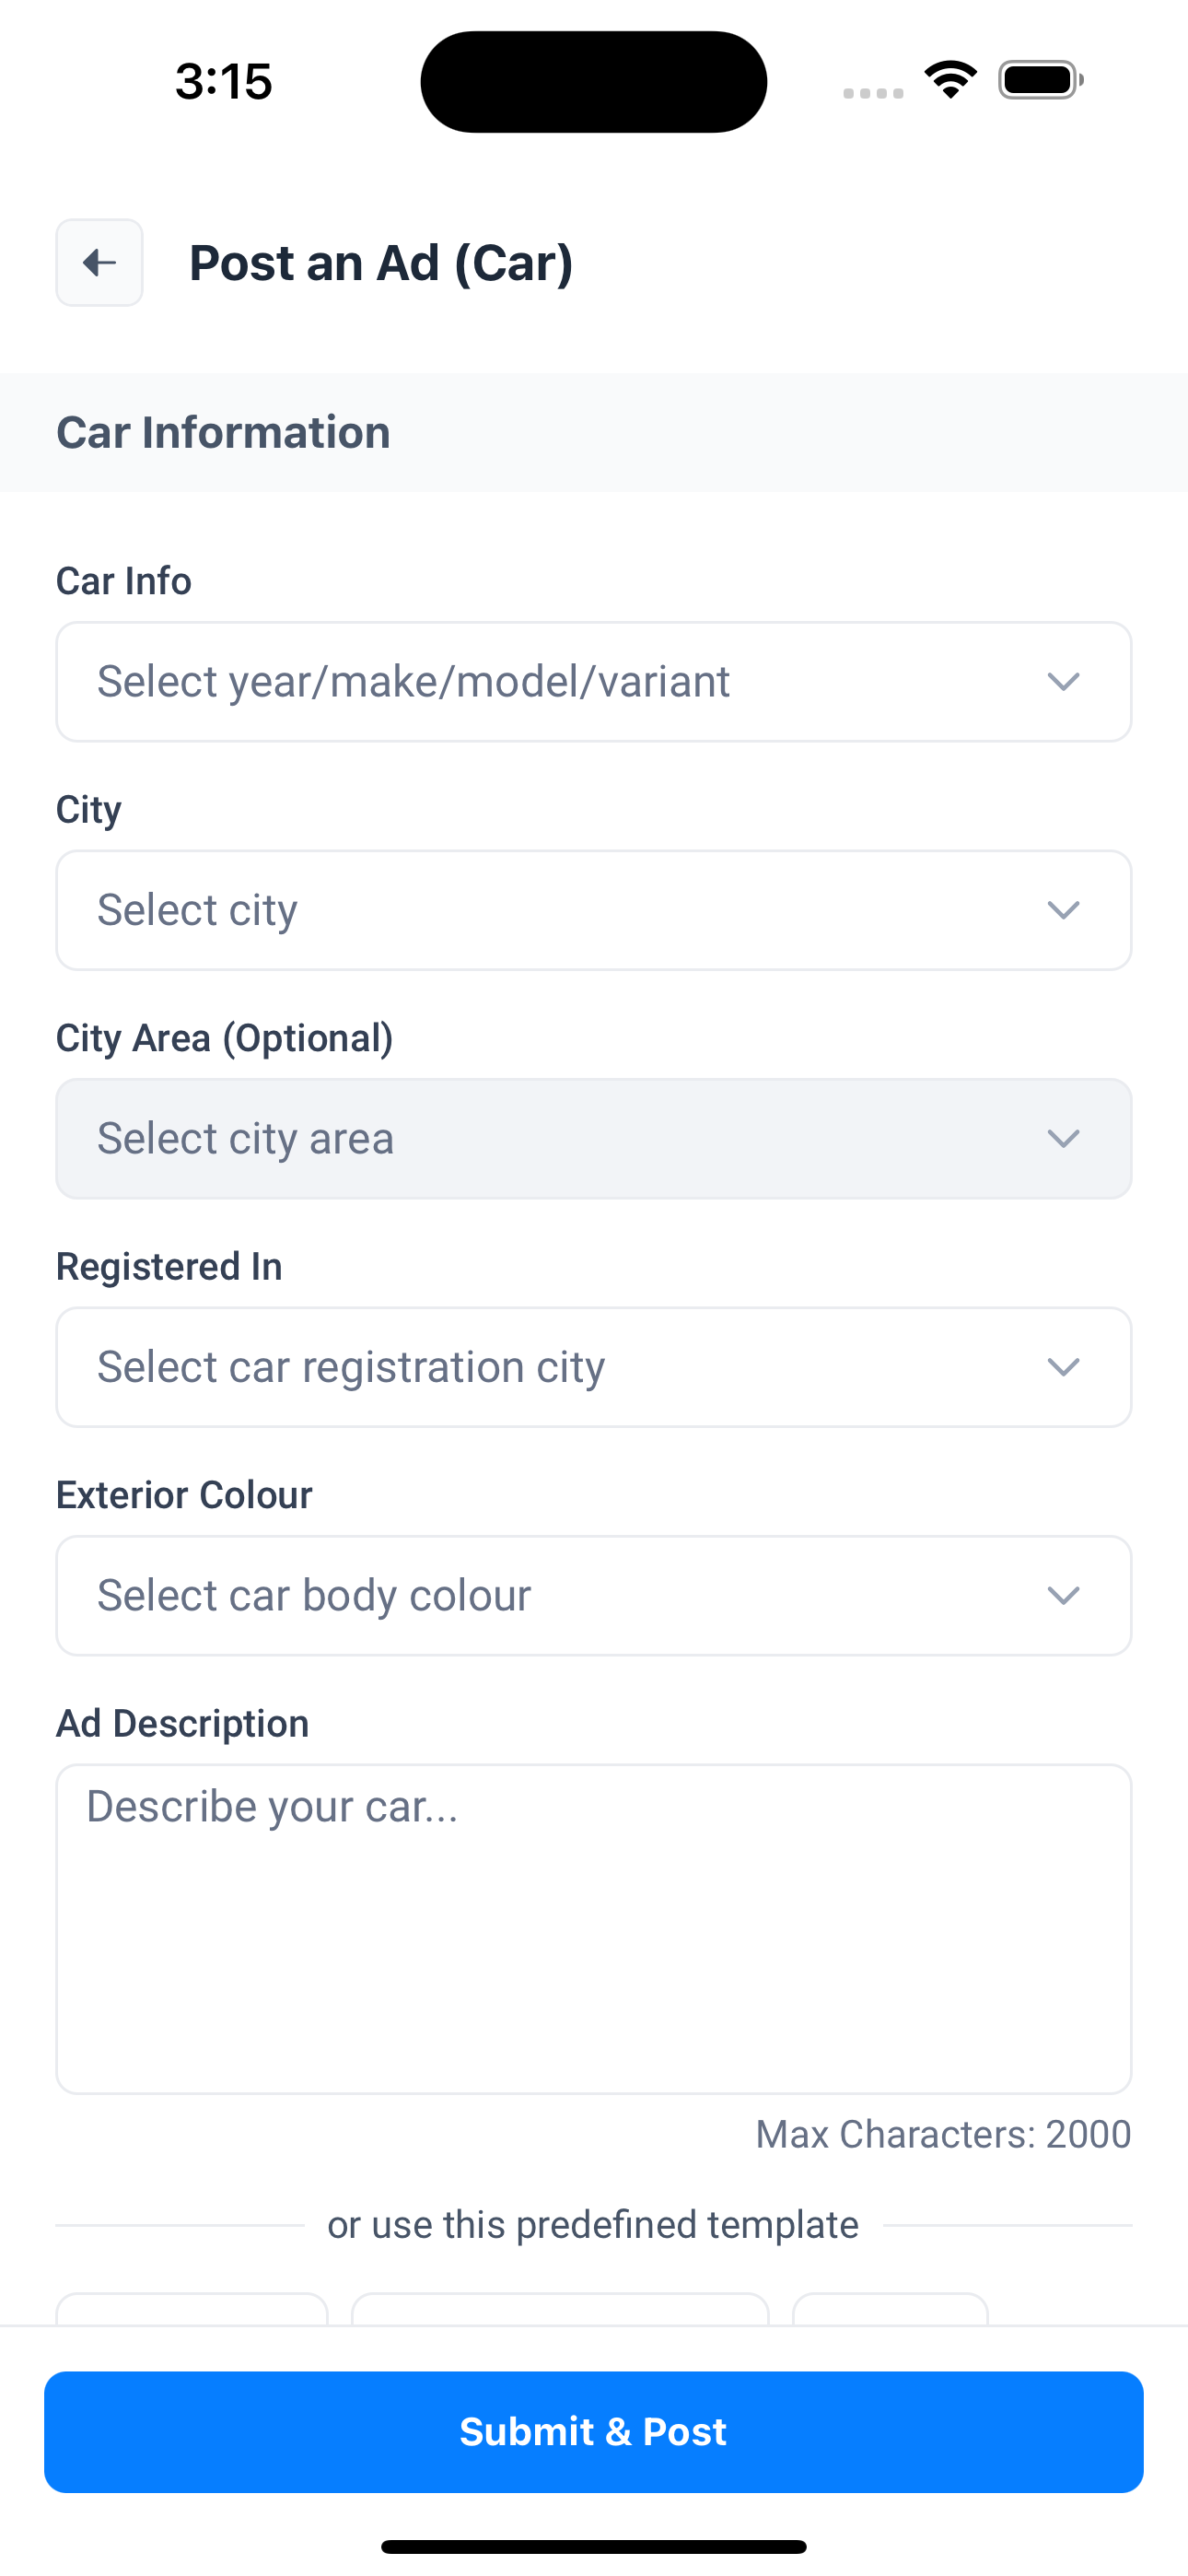 3:15
Post an Ad (Car)
Car Information
Car Info
Select year/make/model/variant
City
Select city
City Area (Optional)
Select city area
Registered In
Select car registration city
Exterior Colour
Select car body colour
Ad Description
Describe your car...
Max Characters: 2000
or use this predefined template
Submit & Post